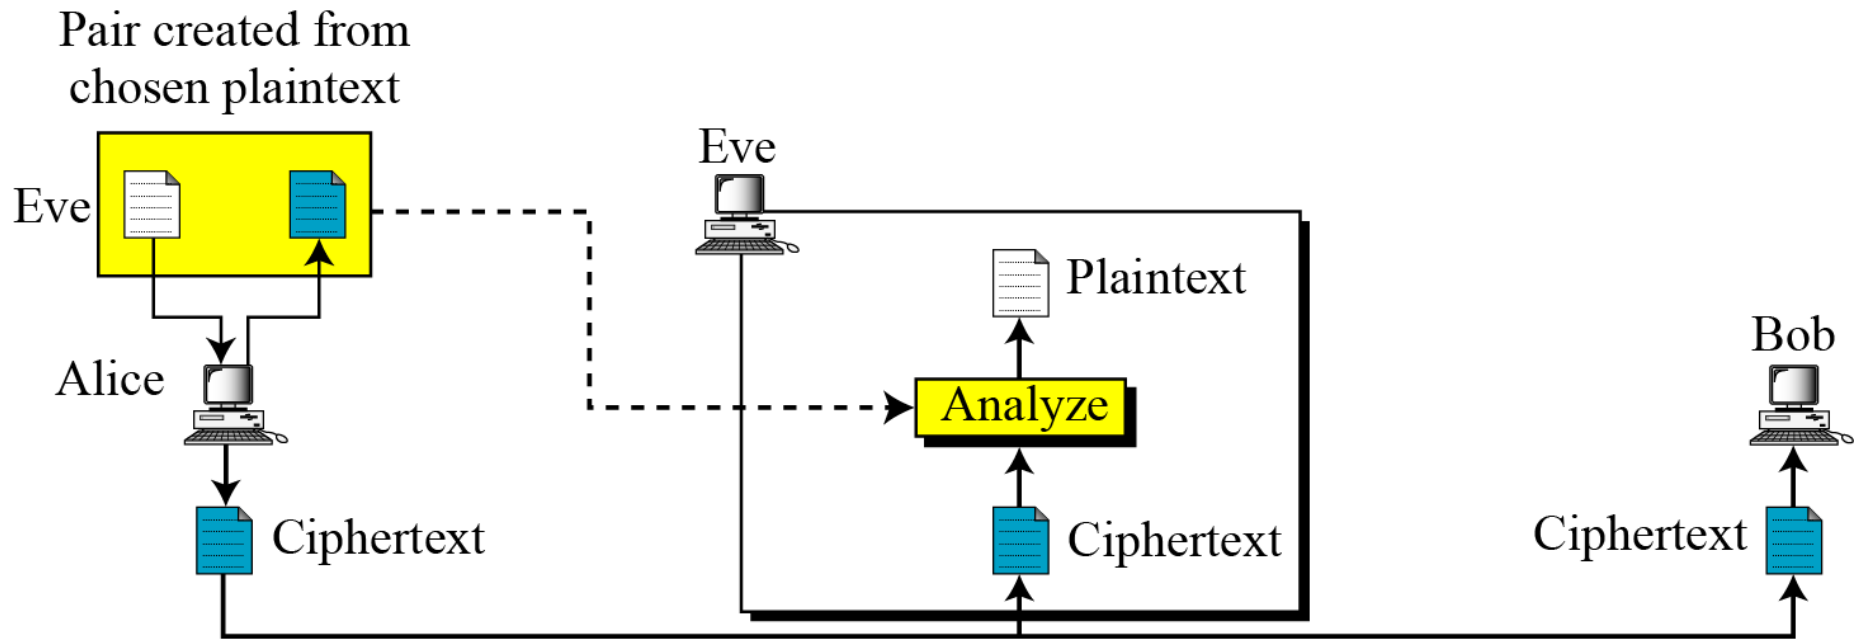 Pair created from
chosen plaintext
Eve
Eve
Plaintext
Bob
Alice
Analyze
Ciphertext
Ciphertext
Ciphertext